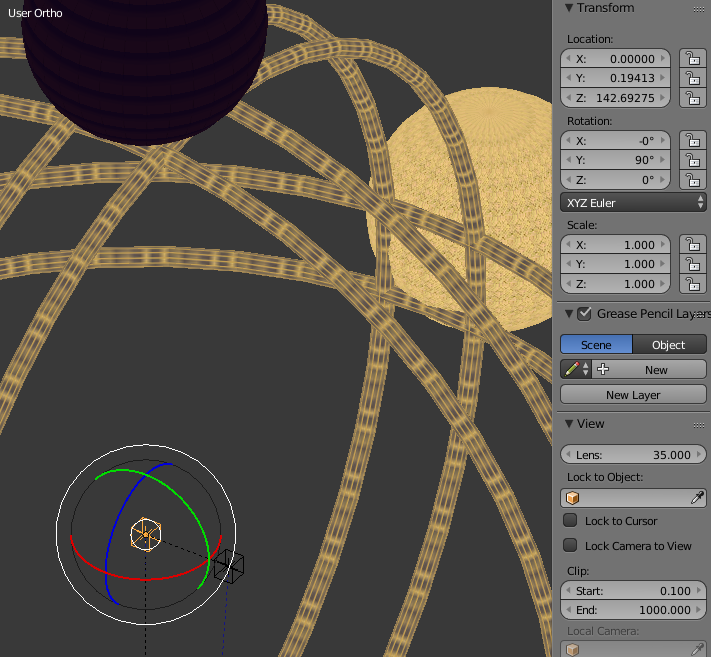 User Ortho
Transform
Location:
X: 0.00000
Y: 0.19413
Z: 142.69275
Rotation:
X: -0°
Y: 90°
Z: 0°
XYZ Euler
Scale:
X: 1.000
Y: 1.000
Z: 1.000
Grease Pencil Layers
Scene Object
New
New Layer
View
Lens: 35.000
Lock to Object:
Lock to Cursor
Lock Camera to View
Clip:
Start: 0.100
End: 1000.000
Local Camera: